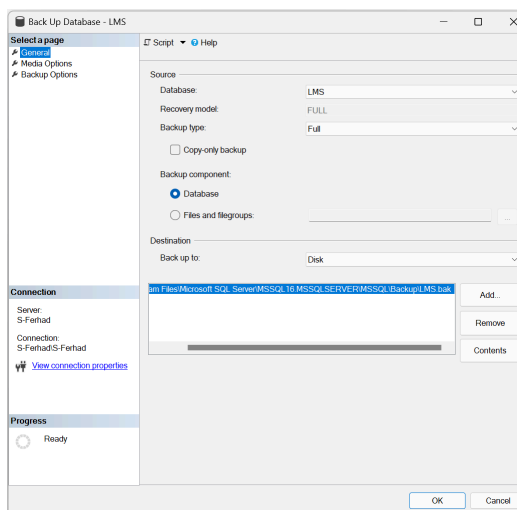 Back Up Database - LMS
Select a page
General
Media Options
Backup Options
Script
Help
Source
Database:
LMS
Recovery model:
FULL
Backup type:
Full
Copy-only backup
Backup component:
Database
Files and filegroups:
...
Destination
Back up to:
Disk
am Files\Microsoft SQL Server\MSSQL16.MSSQLSERVER\MSSQL\Backup\LMS.bak
Add...
Remove
Contents
Connection
Server:
S-Ferhad
Connection:
S-Ferhad\S-Ferhad
View connection properties
Progress
Ready
OK
Cancel